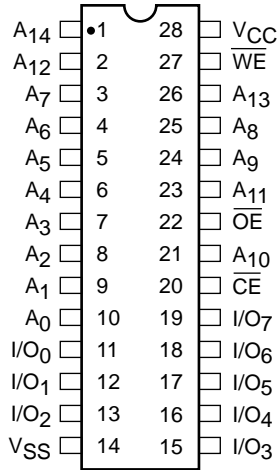 A14 1 28 VCC
A12 2 27 WE
A7 3 26 A13
A6 4 25 A8
A5 5 24 A9
A4 6 23 A11
A3 7 22 OE
A2 8 21 A10
A1 9 20 CE
A0 10 19 I/O7
I/O0 11 18 I/O6
I/O1 12 17 I/O5
I/O2 13 16 I/O4
VSS 14 15 I/O3